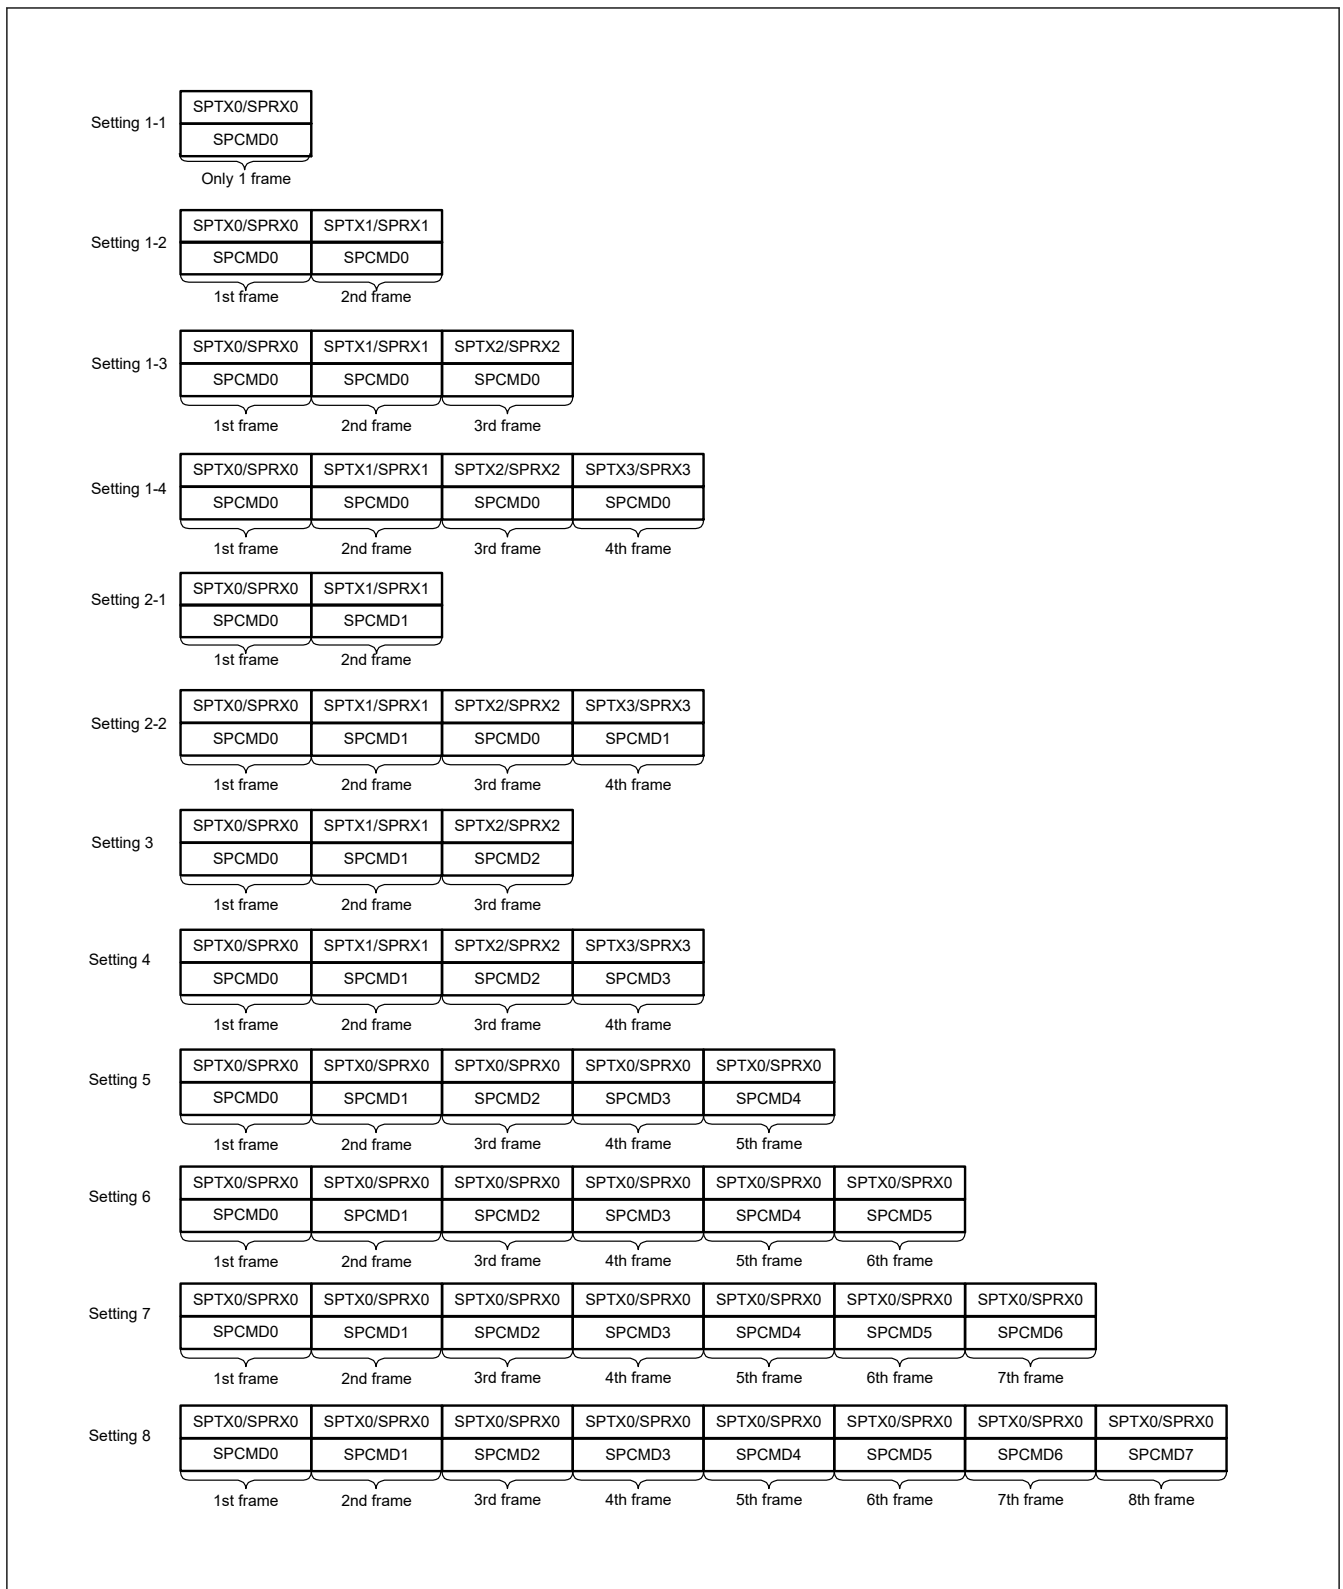 SPTX0/SPRX0
Setting 1-1
SPCMD0
Only 1 frame
SPTX0/SPRX0 SPTX1/SPRX1
Setting 1-2
SPCMD0 SPCMD0
1st frame 2nd frame
SPTX0/SPRX0 SPTX1/SPRX1 SPTX2/SPRX2
Setting 1-3
SPCMD0 SPCMD0 SPCMD0
1st frame 2nd frame 3rd frame
SPTX0/SPRX0 SPTX1/SPRX1 SPTX2/SPRX2 SPTX3/SPRX3
Setting 1-4
SPCMD0 SPCMD0 SPCMD0 SPCMD0
1st frame 2nd frame 3rd frame 4th frame
SPTX0/SPRX0 SPTX1/SPRX1
Setting 2-1
SPCMD0 SPCMD1
1st frame 2nd frame
SPTX0/SPRX0 SPTX1/SPRX1 SPTX2/SPRX2 SPTX3/SPRX3
Setting 2-2
SPCMD0 SPCMD1 SPCMD0 SPCMD1
1st frame 2nd frame 3rd frame 4th frame
SPTX0/SPRX0 SPTX1/SPRX1 SPTX2/SPRX2
Setting 3
SPCMD0 SPCMD1 SPCMD2
1st frame 2nd frame 3rd frame
SPTX0/SPRX0 SPTX1/SPRX1 SPTX2/SPRX2 SPTX3/SPRX3
Setting 4
SPCMD0 SPCMD1 SPCMD2 SPCMD3
1st frame 2nd frame 3rd frame 4th frame
SPTX0/SPRX0 SPTX0/SPRX0 SPTX0/SPRX0 SPTX0/SPRX0 SPTX0/SPRX0
Setting 5
SPCMD0 SPCMD1 SPCMD2 SPCMD3 SPCMD4
1st frame 2nd frame 3rd frame 4th frame 5th frame
SPTX0/SPRX0 SPTX0/SPRX0 SPTX0/SPRX0 SPTX0/SPRX0 SPTX0/SPRX0 SPTX0/SPRX0
Setting 6
SPCMD0 SPCMD1 SPCMD2 SPCMD3 SPCMD4 SPCMD5
1st frame 2nd frame 3rd frame 4th frame 5th frame 6th frame
SPTX0/SPRX0 SPTX0/SPRX0 SPTX0/SPRX0 SPTX0/SPRX0 SPTX0/SPRX0 SPTX0/SPRX0 SPTX0/SPRX0
Setting 7
SPCMD0 SPCMD1 SPCMD2 SPCMD3 SPCMD4 SPCMD5 SPCMD6
1st frame 2nd frame 3rd frame 4th frame 5th frame 6th frame 7th frame
SPTX0/SPRX0 SPTX0/SPRX0 SPTX0/SPRX0 SPTX0/SPRX0 SPTX0/SPRX0 SPTX0/SPRX0 SPTX0/SPRX0 SPTX0/SPRX0
Setting 8
SPCMD0 SPCMD1 SPCMD2 SPCMD3 SPCMD4 SPCMD5 SPCMD6 SPCMD7
1st frame 2nd frame 3rd frame 4th frame 5th frame 6th frame 7th frame 8th frame